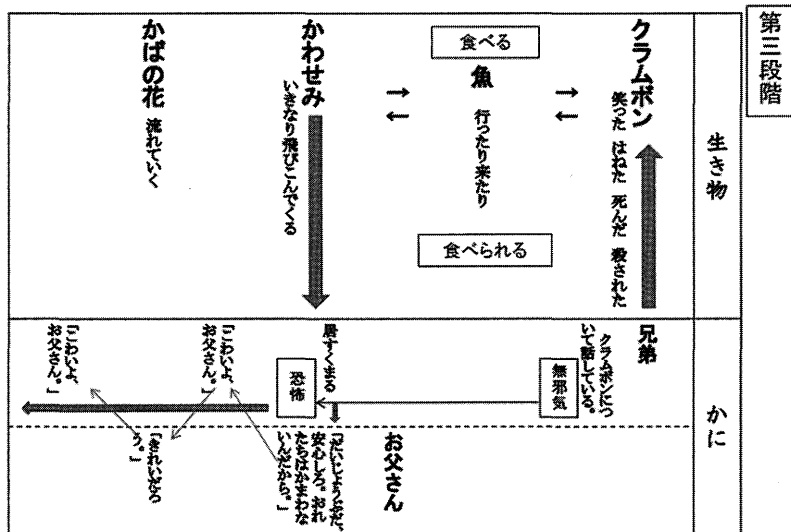 第三段階
生き物
かに
クラムボン
笑った はねた 死んだ 殺された
食べる
魚
行ったり来たり
食べられる
→
←
→
←
かわせみ
いきなり飛びこんでくる
かばの花
流れていく
兄弟
クラムボンにつ
いて話している。
無邪気
居すくまる
恐怖
「こわいよ、
お父さん。」
「こわいよ、
お父さん。」
お父さん
「だいじょうぶだ、
安心しろ。おれ
たちはかまわな
いんだから。」
「きれいだろ
う。」